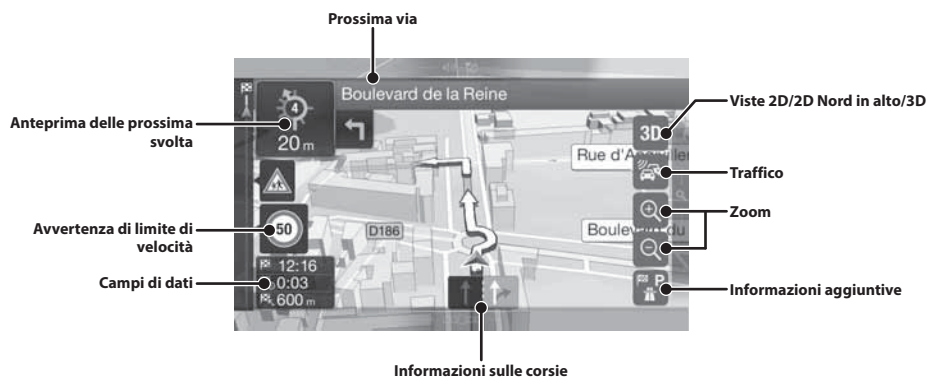 Prossima via
Boulevard de la Reine
4
20 m
Anteprima delle prossima
svolta
3D
Viste 2D/2D Nord in alto/3D
Rue d'A
Traffico
50
D186
Avvertenza di limite di
velocità
Zoom
du
12:16
0:03
600 m
Campi di dati
P
Informazioni aggiuntive
Informazioni sulle corsie